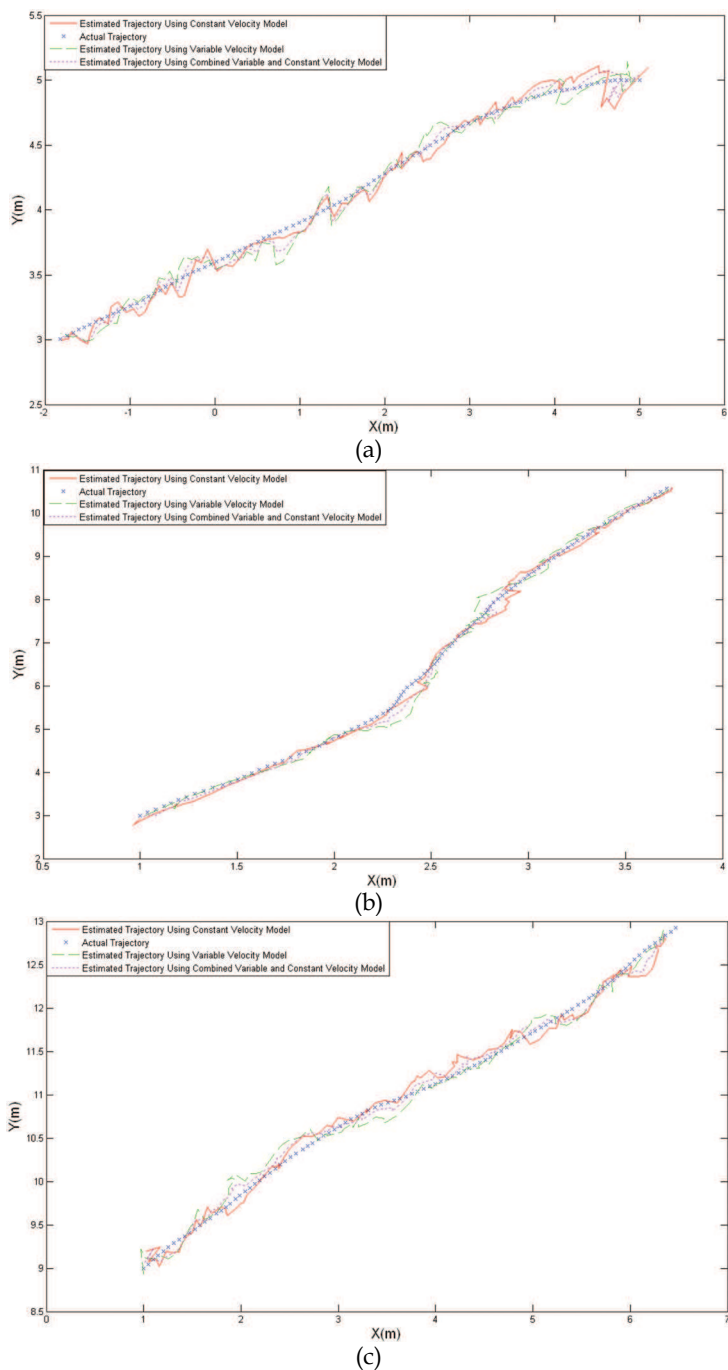 5.5
Estimated Trajectory Using Constant Velocity Model
Actual Trajectory
Estimated Trajectory Using Variable Velocity Model
Estimated Trajectory Using Combined Variable and Constant Velocity Model
5
4.5
4
3.5
3
2.5
Y(m)
-2 -1 0 1 2 3 4 5 6
X(m)
(a)
11
Estimated Trajectory Using Constant Velocity Model
Actual Trajectory
Estimated Trajectory Using Variable Velocity Model
Estimated Trajectory Using Combined Variable and Constant Velocity Model
10
9
8
7
6
5
4
3
2
Y(m)
0.5 1 1.5 2 2.5 3 3.5 4
X(m)
(b)
13
Estimated Trajectory Using Constant Velocity Model
Actual Trajectory
Estimated Trajectory Using Variable Velocity Model
Estimated Trajectory Using Combined Variable and Constant Velocity Model
12.5
12
11.5
11
10.5
10
9.5
9
8.5
Y(m)
0 1 2 3 4 5 6 7
X(m)
(c)